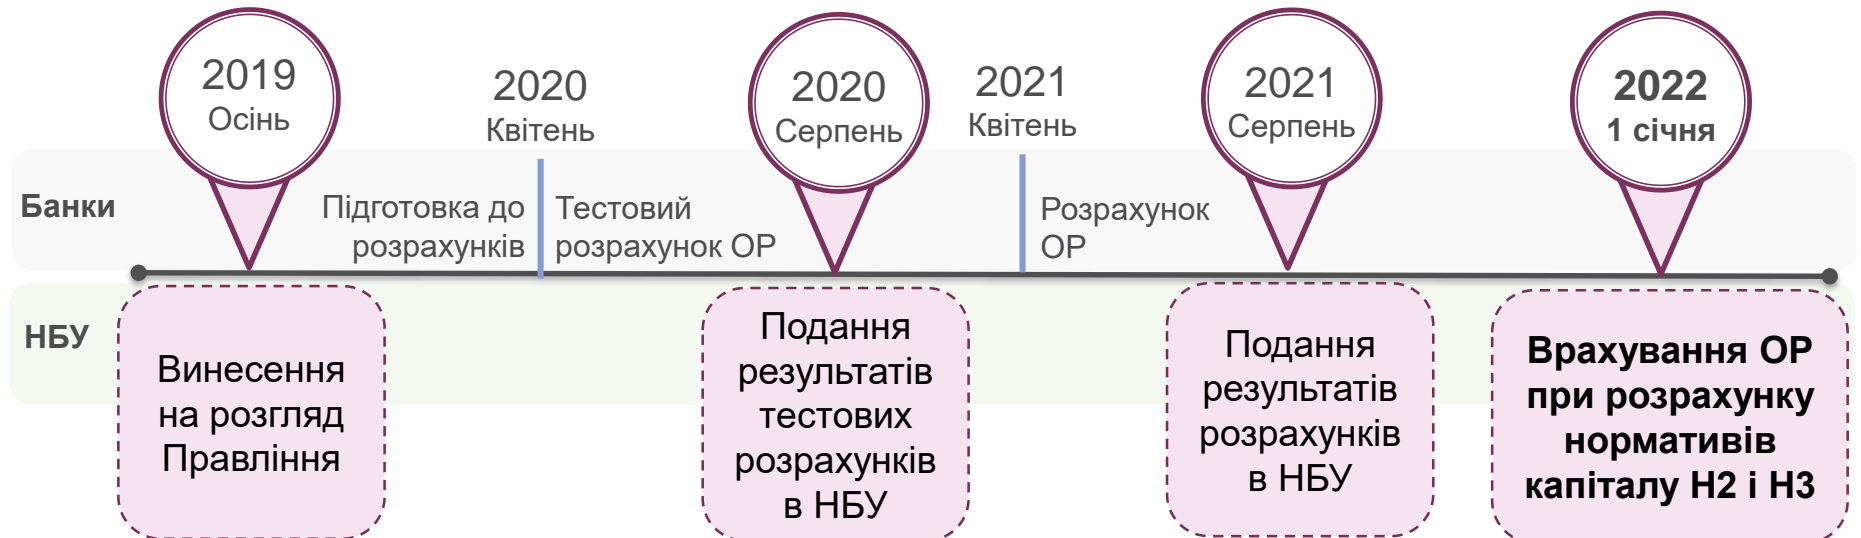 2019
Осінь
2020
Квітень
2020
Серпень
2021
Квітень
2021
Серпень
2022
1 січня
Банки
Підготовка до
розрахунків
Тестовий
розрахунок ОР
Розрахунок
ОР
НБУ
Винесення
на розгляд
Правління
Подання
результатів
тестових
розрахунків
в НБУ
Подання
результатів
розрахунків
в НБУ
Врахування ОР
при розрахунку
нормативів
капіталу Н2 і Н3